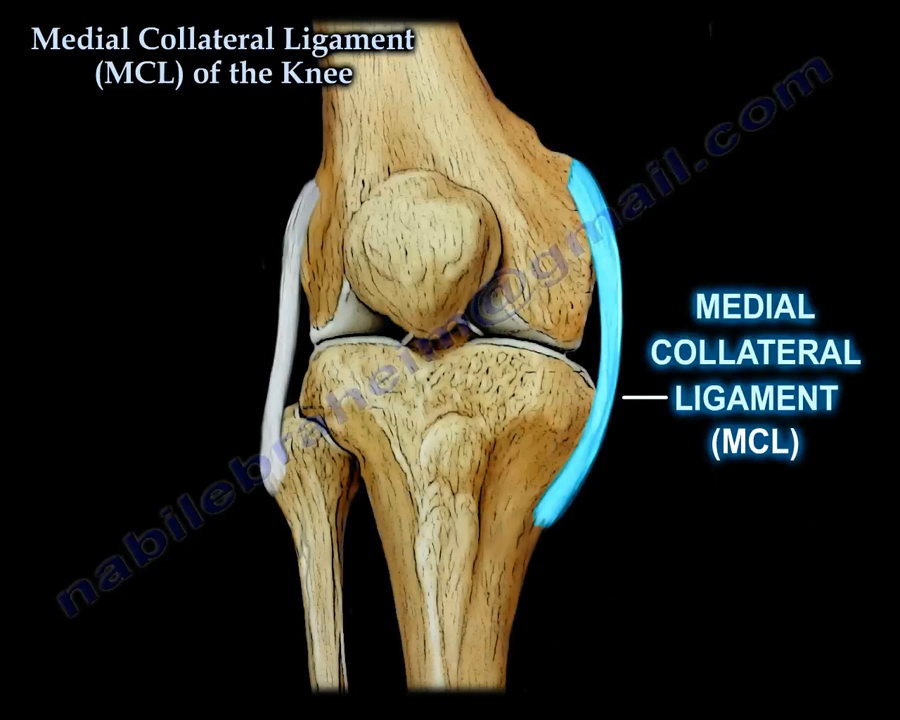 Medial Collateral Ligament
(MCL) of the Knee
nabilebraheim@gmail.com
MEDIAL
COLLATERAL
LIGAMENT
(MCL)